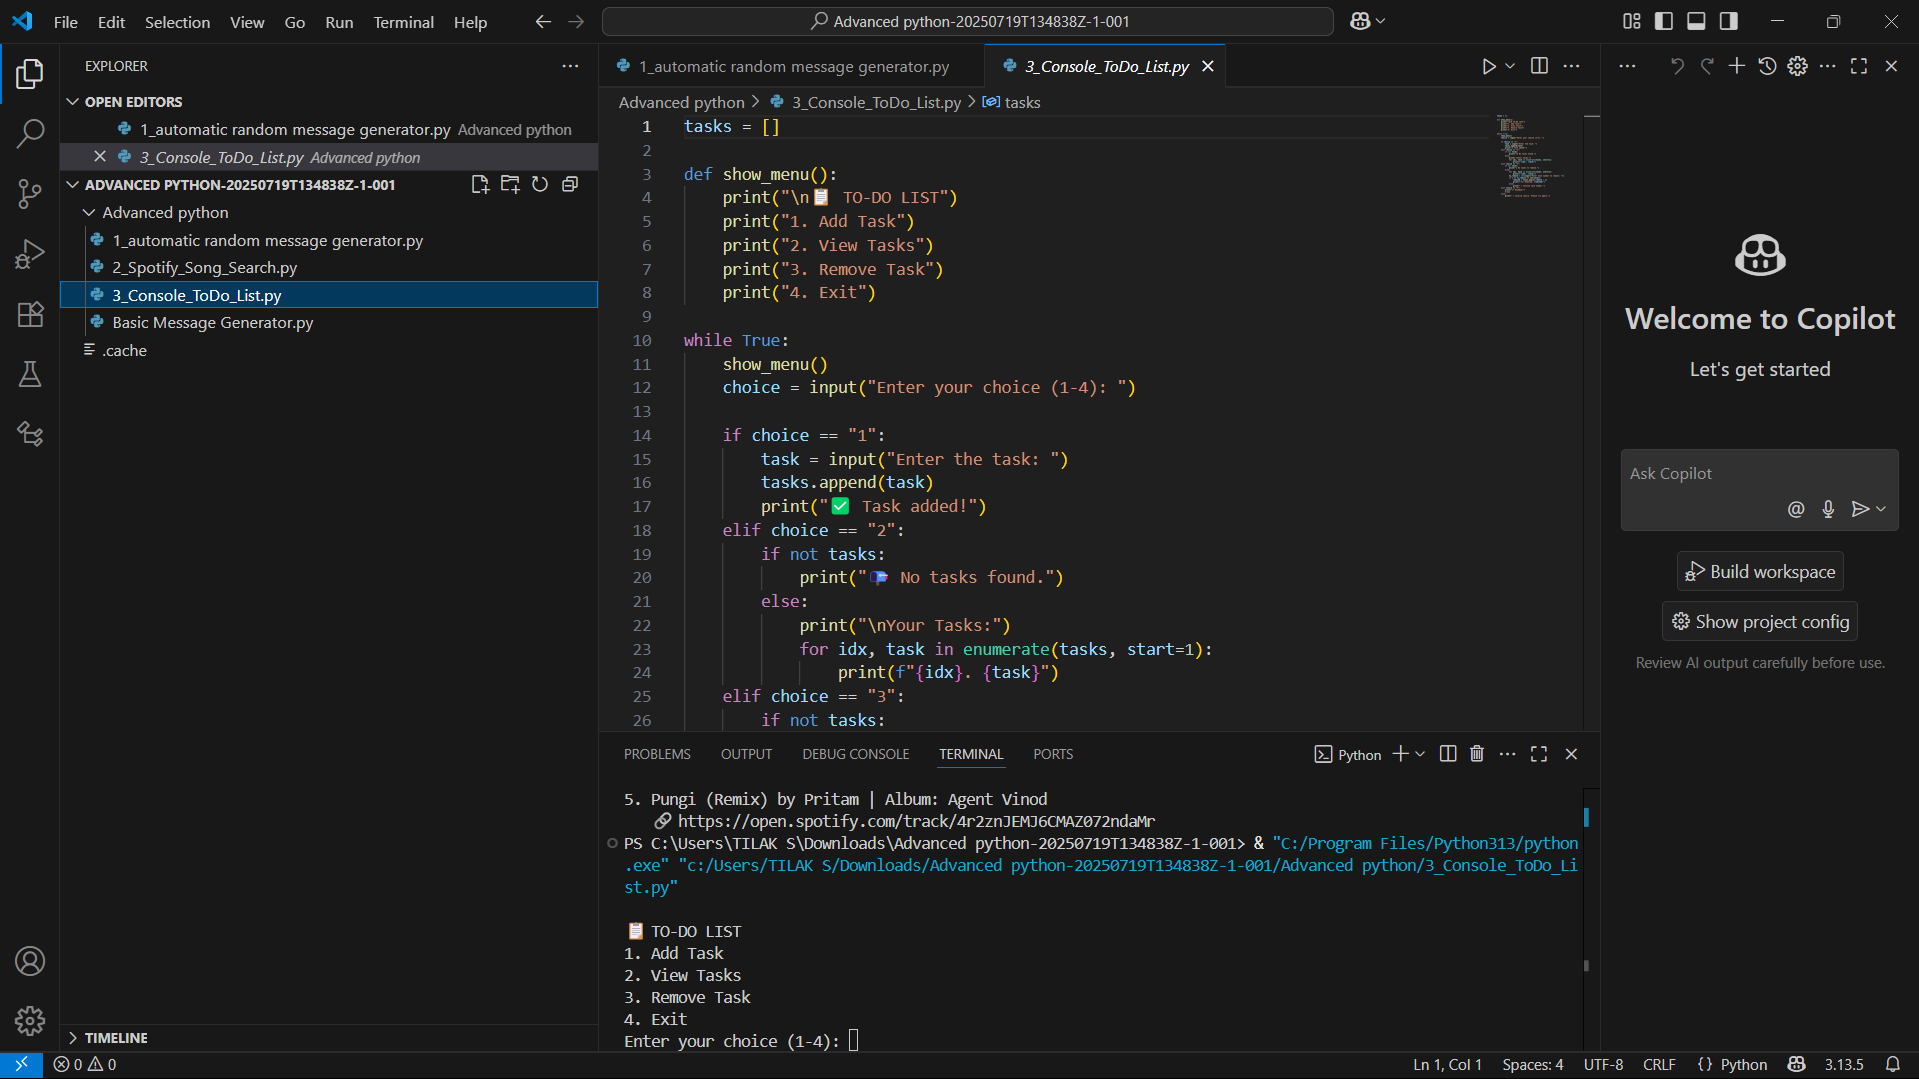 File Edit Selection View Go Run Terminal Help
Advanced python-20250719T134838Z-1-001
EXPLORER
OPEN EDITORS
1_automatic random message generator.py Advanced python
3_Console_ToDo_List.py Advanced python
ADVANCED PYTHON-20250719T134838Z-1-001
Advanced python
1_automatic random message generator.py
2_Spotify_Song_Search.py
3_Console_ToDo_List.py
Basic Message Generator.py
.cache
TIMELINE
1_automatic random message generator.py
3_Console_ToDo_List.py
Advanced python > 3_Console_ToDo_List.py > tasks
1 tasks = []
2
3 def show_menu():
4     print("\n📋 TO-DO LIST")
5     print("1. Add Task")
6     print("2. View Tasks")
7     print("3. Remove Task")
8     print("4. Exit")
9
10 while True:
11     show_menu()
12     choice = input("Enter your choice (1-4): ")
13
14     if choice == "1":
15         task = input("Enter the task: ")
16         tasks.append(task)
17         print("✅ Task added!")
18     elif choice == "2":
19         if not tasks:
20             print("📭 No tasks found.")
21         else:
22             print("\nYour Tasks:")
23             for idx, task in enumerate(tasks, start=1):
24                 print(f"{idx}. {task}")
25     elif choice == "3":
26         if not tasks:
PROBLEMS OUTPUT DEBUG CONSOLE TERMINAL PORTS
Python
5. Pungi (Remix) by Pritam | Album: Agent Vinod
🔗 https://open.spotify.com/track/4r2znJEMJ6CMAZ072ndaMr
PS C:\Users\TILAK S\Downloads\Advanced python-20250719T134838Z-1-001> & "C:/Program Files/Python313/python
.exe" "c:/Users/TILAK S/Downloads/Advanced python-20250719T134838Z-1-001/Advanced python/3_Console_ToDo_Li
st.py"
📋 TO-DO LIST
1. Add Task
2. View Tasks
3. Remove Task
4. Exit
Enter your choice (1-4):
Welcome to Copilot
Let's get started
Ask Copilot
Build workspace
Show project config
Review AI output carefully before use.
0 0
Ln 1, Col 1 Spaces: 4 UTF-8 CRLF {} Python 3.13.5